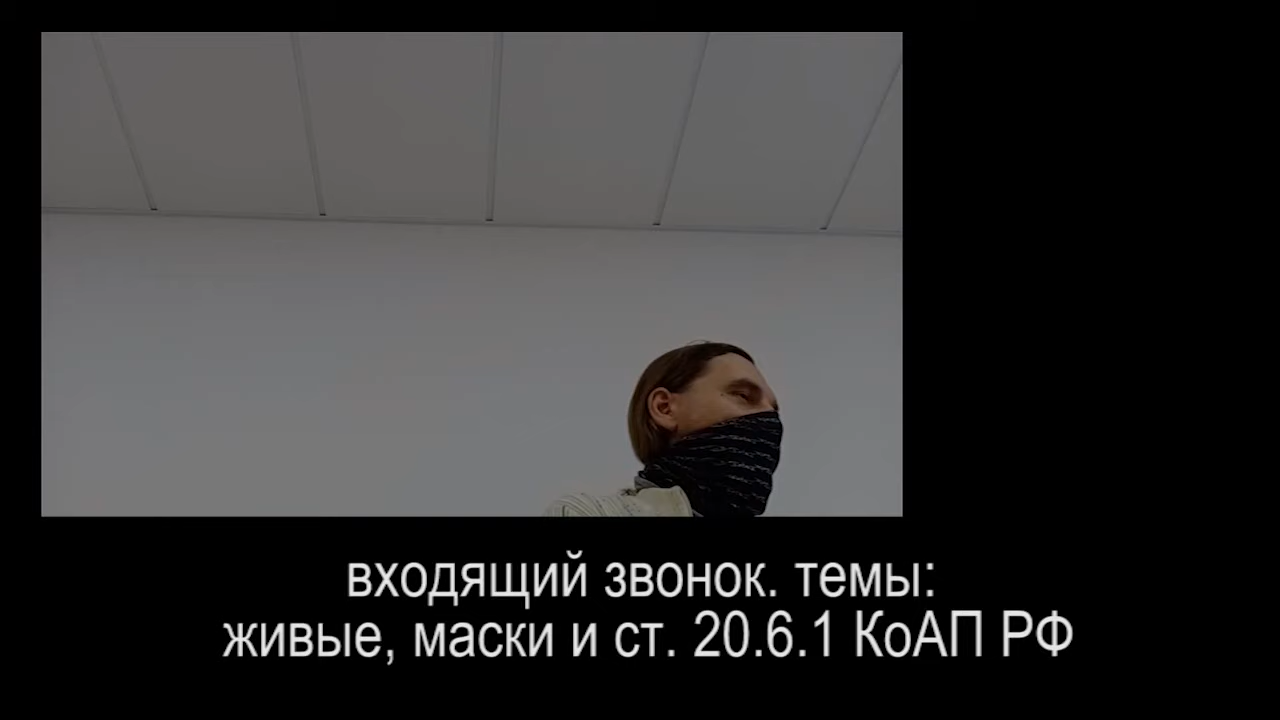 входящий звонок. темы:
живые, маски и ст. 20.6.1 КоАП РФ